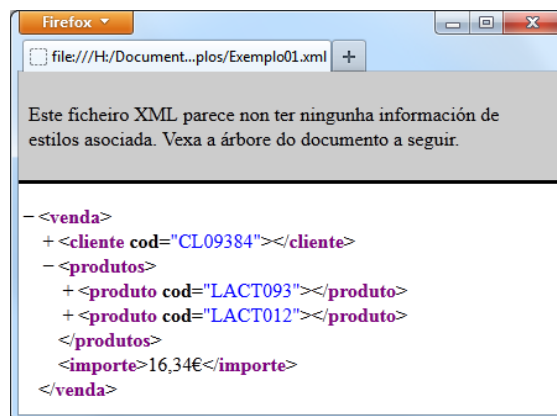 Firefox
file:///H:/Document...plos/Exemplo01.xml +
Este ficheiro XML parece non ter ningunha información de
estilos asociada. Vexa a árbore do documento a seguir.
− <venda>
+ <cliente cod="CL09384"></cliente>
− <produtos>
+ <produto cod="LACT093"></produto>
+ <produto cod="LACT012"></produto>
</produtos>
<importe>16,34€</importe>
</venda>